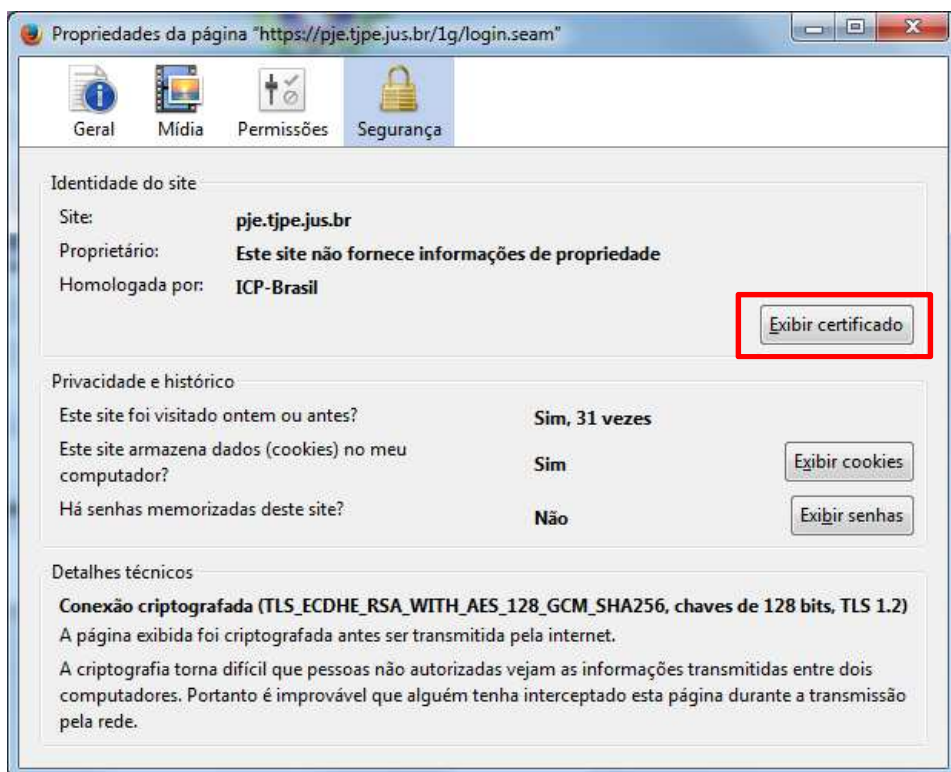 Propriedades da página "https://pje.tjpe.jus.br/1g/login.seam"
Geral Mídia Permissões Segurança
Identidade do site
Site: pje.tjpe.jus.br
Proprietário: Este site não fornece informações de propriedade
Homologada por: ICP-Brasil
Exibir certificado
Privacidade e histórico
Este site foi visitado ontem ou antes? Sim, 31 vezes
Este site armazena dados (cookies) no meu
computador? Sim Exibir cookies
Há senhas memorizadas deste site? Não Exibir senhas
Detalhes técnicos
Conexão criptografada (TLS_ECDHE_RSA_WITH_AES_128_GCM_SHA256, chaves de 128 bits, TLS 1.2)
A página exibida foi criptografada antes ser transmitida pela internet.
A criptografia torna difícil que pessoas não autorizadas vejam as informações transmitidas entre dois
computadores. Portanto é improvável que alguém tenha interceptado esta página durante a transmissão
pela rede.